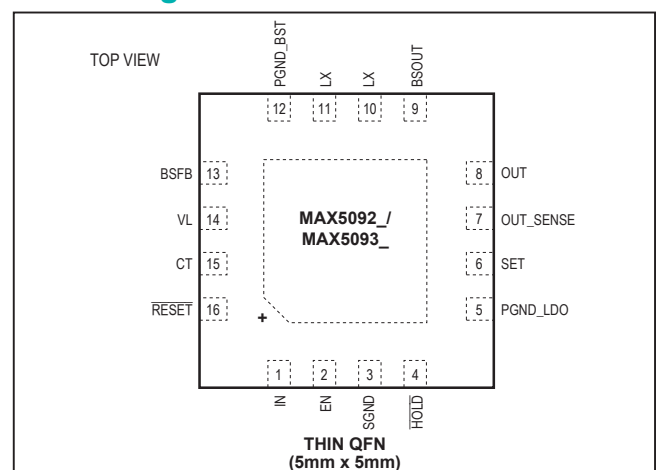 TOP VIEW
PGND_BST
LX
LX
BSOUT
12
11
10
9
BSFB 13
8 OUT
VL 14
MAX5092_/
MAX5093_
7 OUT_SENSE
CT 15
6 SET
RESET 16
+
5 PGND_LDO
1
2
3
4
IN
EN
SGND
HOLD
THIN QFN
(5mm x 5mm)